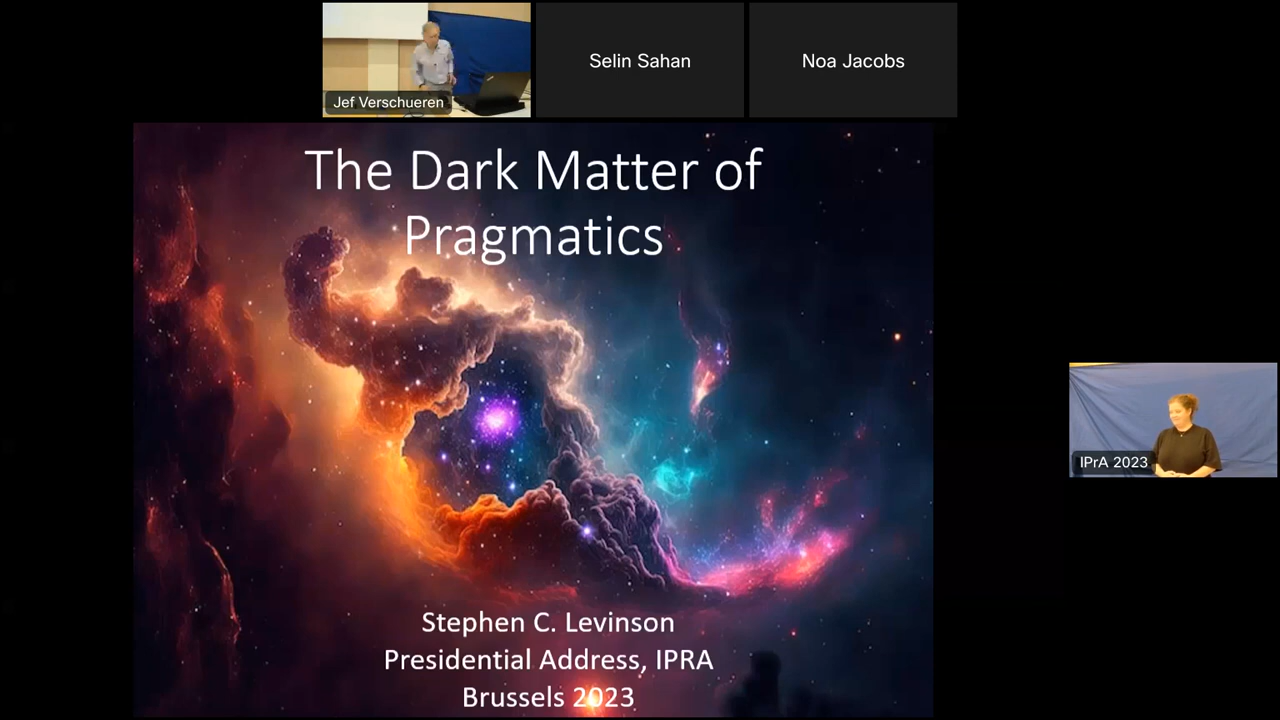 Jef Verschueren
Selin Sahan
Noa Jacobs
The Dark Matter of
Pragmatics
IPrA 2023
Stephen C. Levinson
Presidential Address, IPRA
Brussels 2023